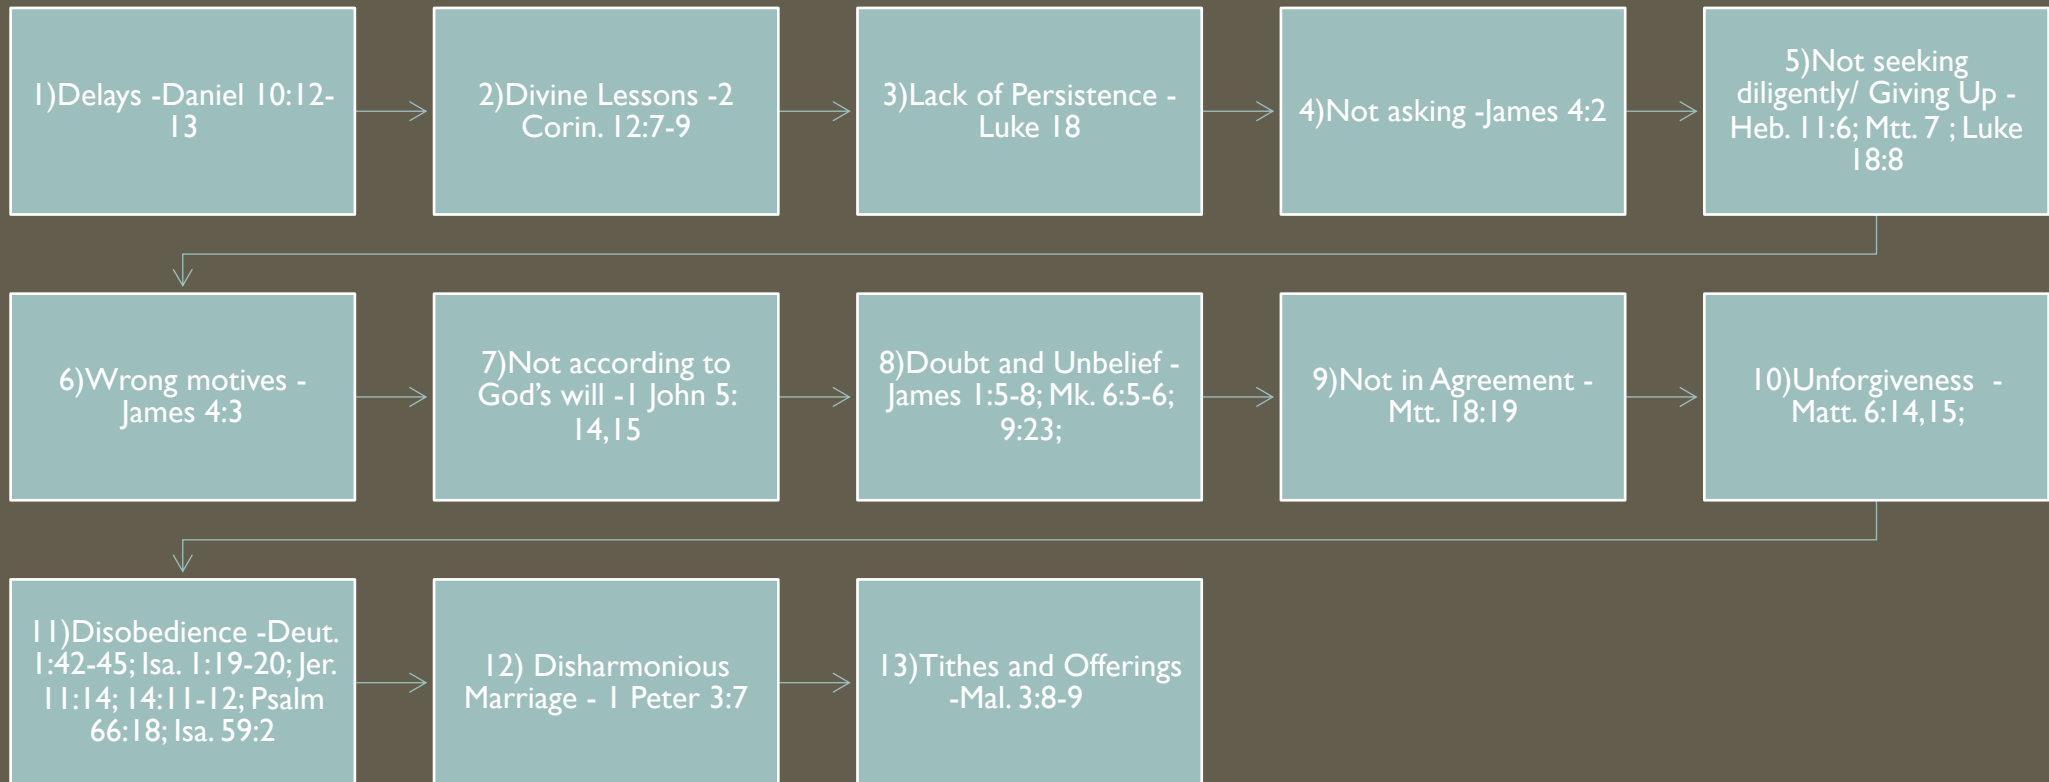 1)Delays -Daniel 10:12-
13
2)Divine Lessons -2
Corin. 12:7-9
3)Lack of Persistence -
Luke 18
4)Not asking -James 4:2
5)Not seeking
diligently/ Giving Up -
Heb. 11:6; Mtt. 7 ; Luke
18:8
6)Wrong motives -
James 4:3
7)Not according to
God’s will -1 John 5:
14,15
8)Doubt and Unbelief -
James 1:5-8; Mk. 6:5-6;
9:23;
9)Not in Agreement -
Mtt. 18:19
10)Unforgiveness  -
Matt. 6:14,15;
11)Disobedience -Deut.
1:42-45; Isa. 1:19-20; Jer.
11:14; 14:11-12; Psalm
66:18; Isa. 59:2
12) Disharmonious
Marriage - 1 Peter 3:7
13)Tithes and Offerings
-Mal. 3:8-9